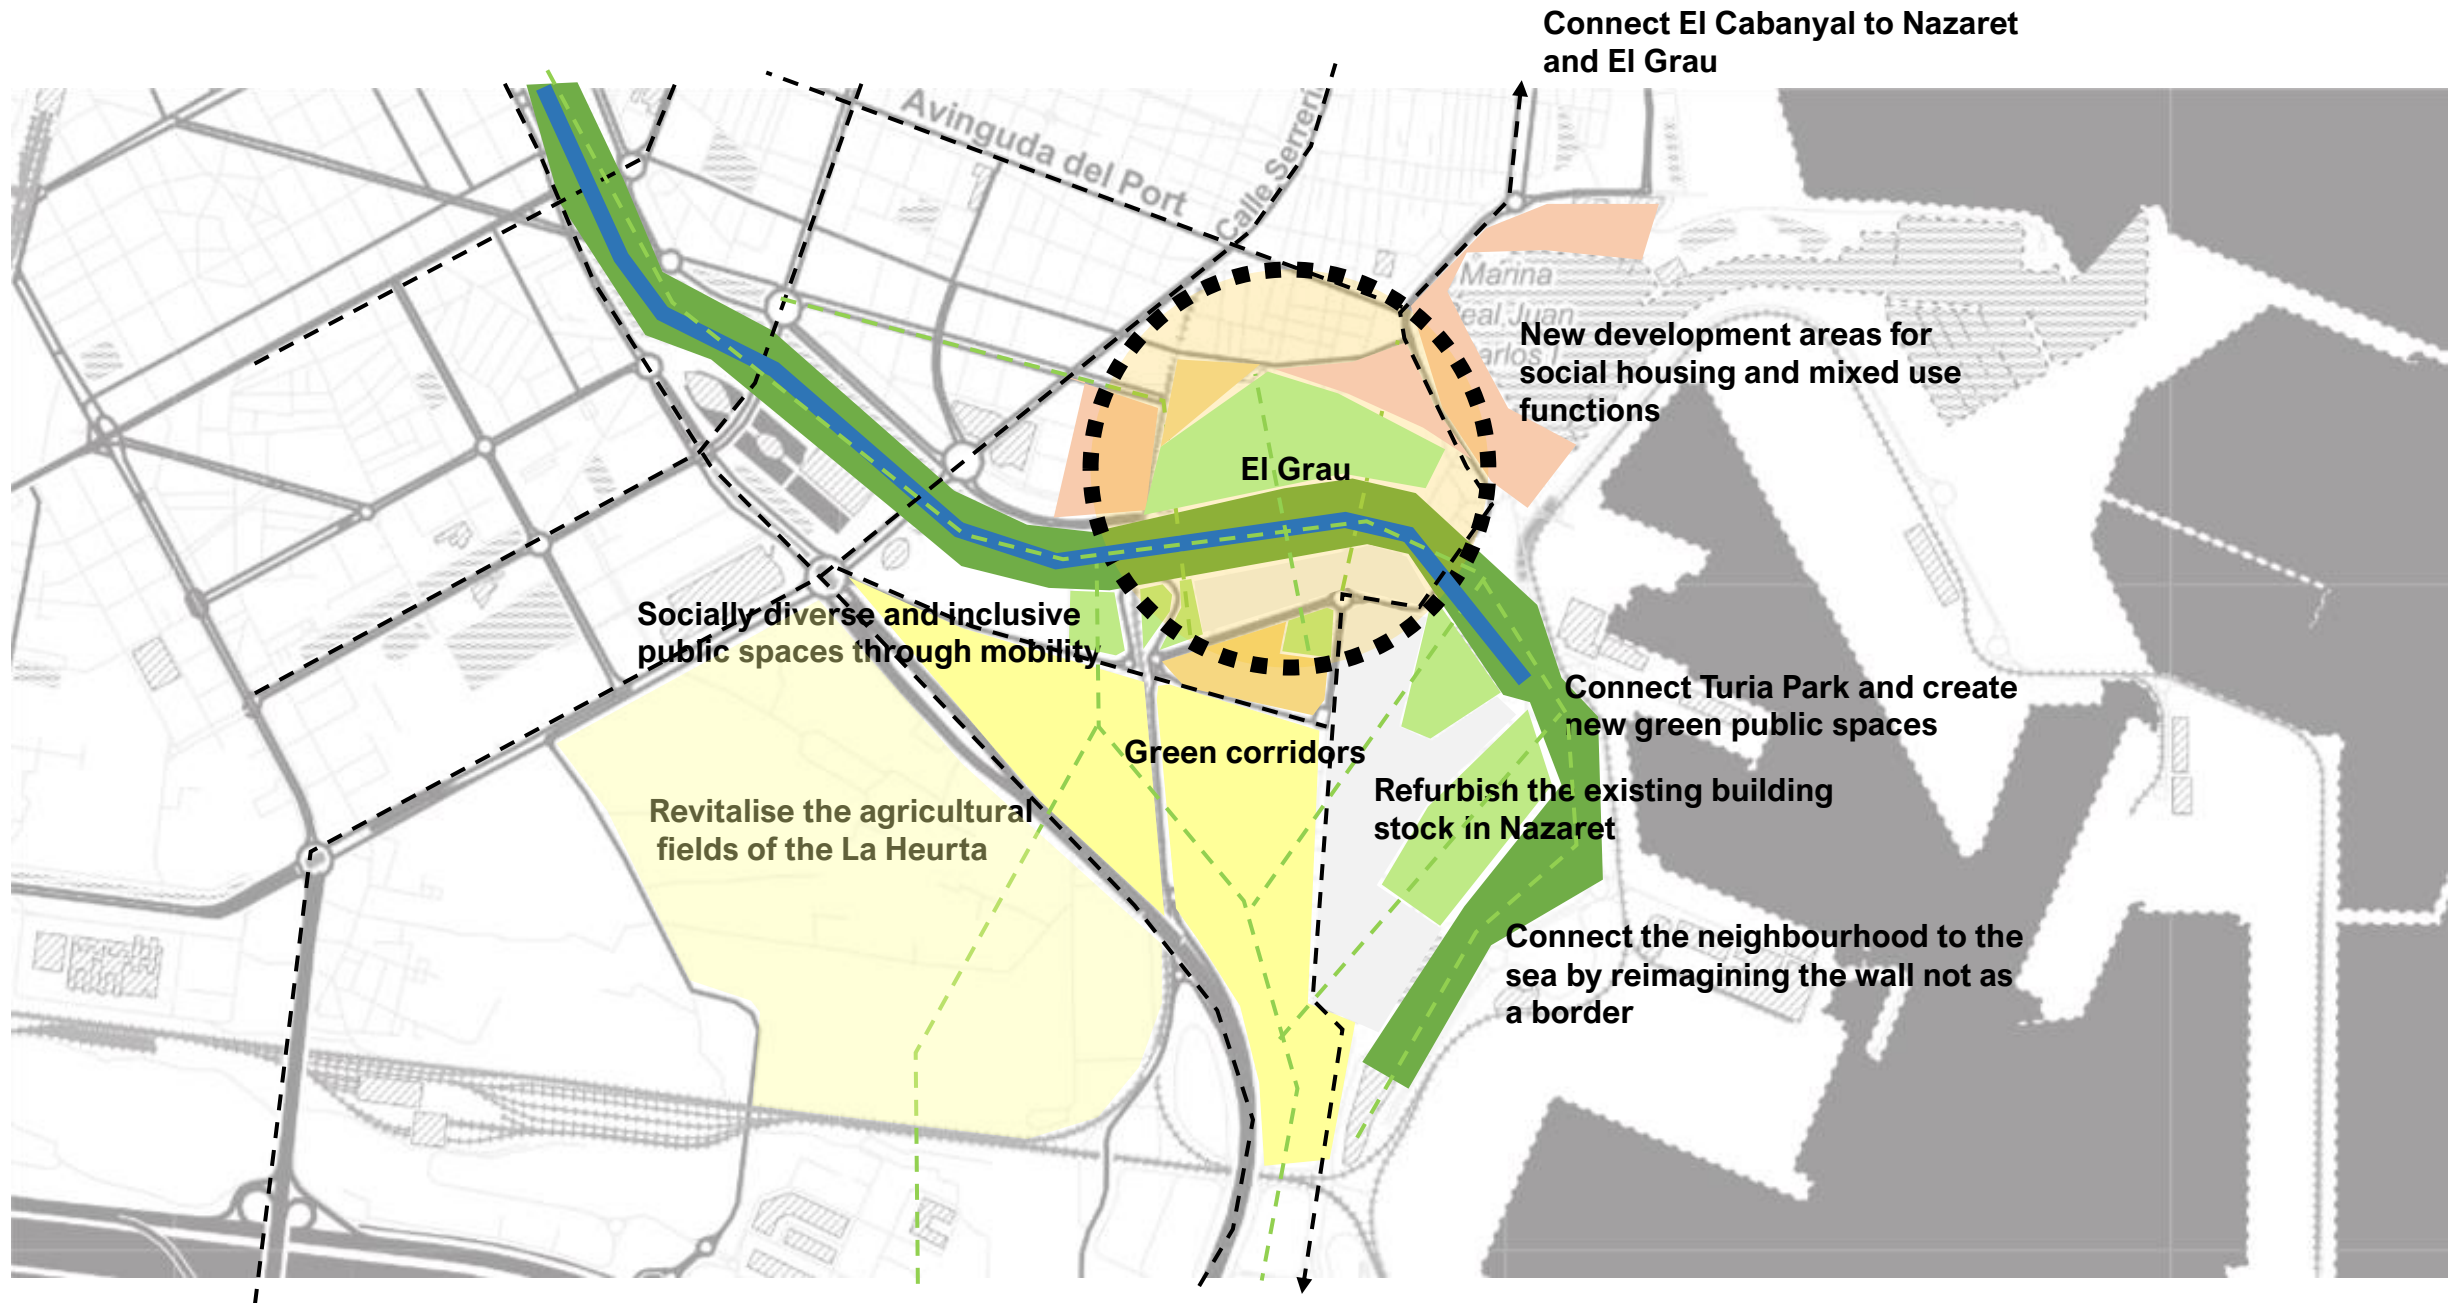 Connect El Cabanyal to Nazaret
and El Grau
Avinguda del Port
Calle Serreri
Marina
eal Juan
arlos I
New development areas for
social housing and mixed use
functions
El Grau
Socially diverse and inclusive
public spaces through mobility
Connect Turia Park and create
new green public spaces
Green corridors
Refurbish the existing building
stock in Nazaret
Revitalise the agricultural
fields of the La Heurta
Connect the neighbourhood to the
sea by reimagining the wall not as
a border